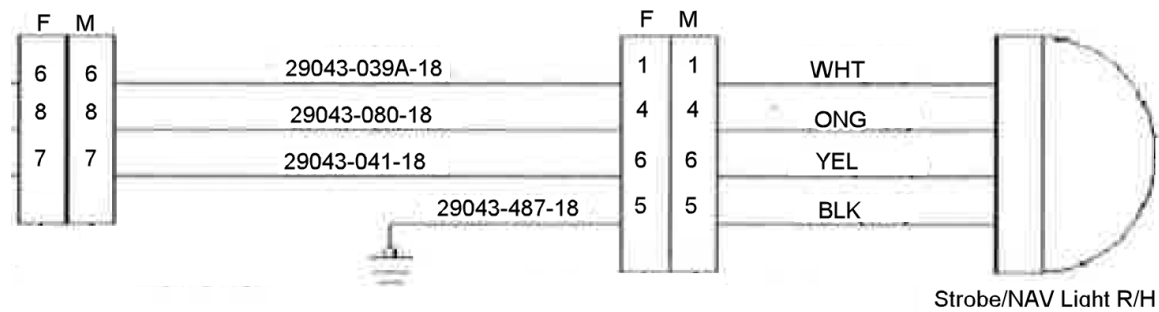 F M F M
6 6 29043-039A-18 1 1 WHT
8 8 29043-080-18 4 4 ONG
7 7 29043-041-18 6 6 YEL
29043-487-18 5 5 BLK
Strobe/NAV Light R/H